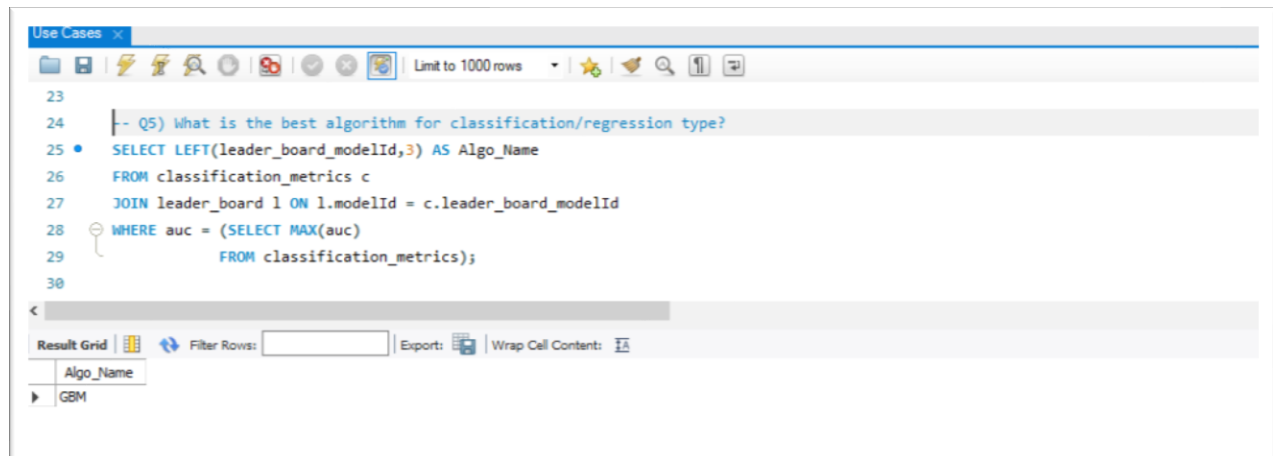 Use Cases
Limit to 1000 rows
23
24 -- Q5) What is the best algorithm for classification/regression type?
25 SELECT LEFT(leader_board_modelId,3) AS Algo_Name
26 FROM classification_metrics c
27 JOIN leader_board l ON l.modelId = c.leader_board_modelId
28 WHERE auc = (SELECT MAX(auc)
29 FROM classification_metrics);
30
Result Grid Filter Rows: Export: Wrap Cell Content:
Algo_Name
GBM